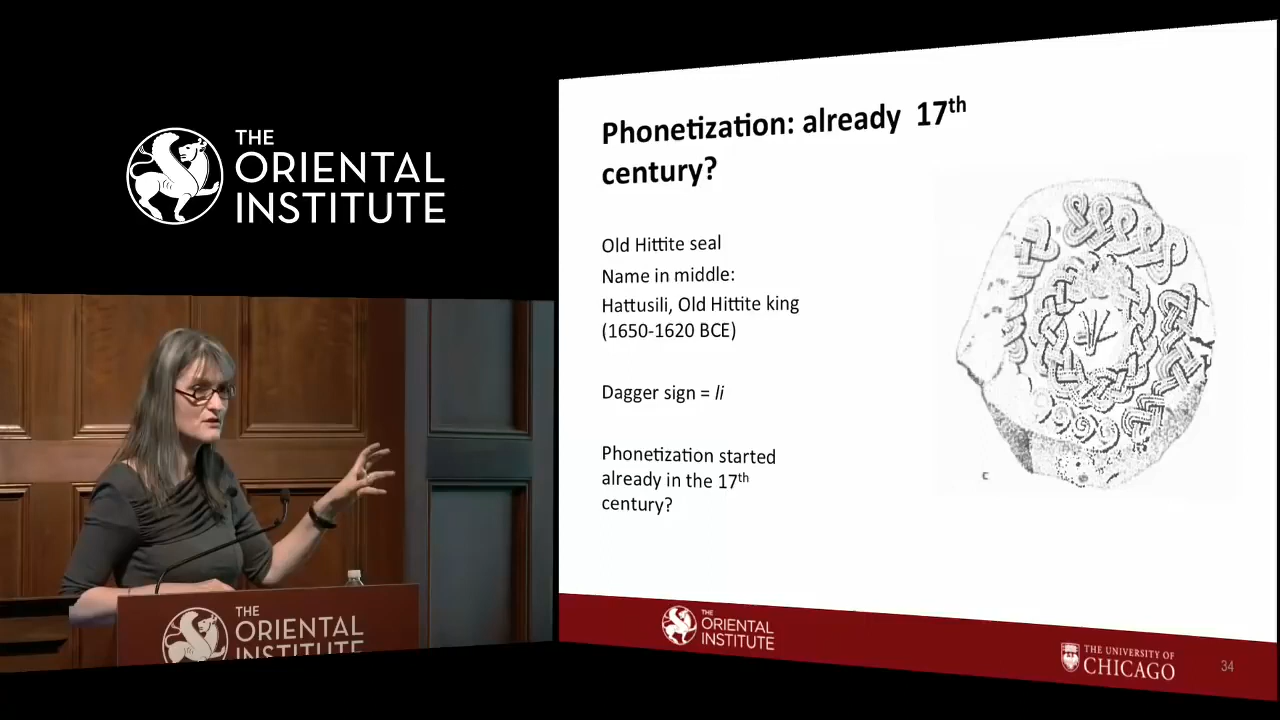 THE
ORIENTAL
INSTITUTE
THE
ORIENTAL
INSTITUTE
Phonetization: already 17th
century?
Old Hittite seal
Name in middle:
Hattusili, Old Hittite king
(1650-1620 BCE)
Dagger sign = li
Phonetization started
already in the 17th
century?
c
THE
ORIENTAL
INSTITUTE
THE UNIVERSITY OF
CHICAGO
34